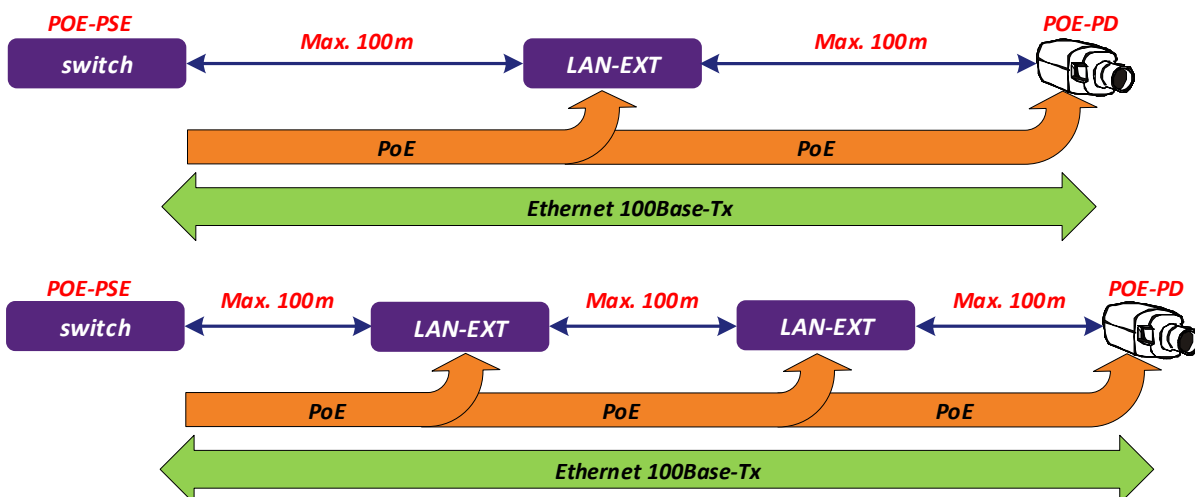 POE-PSE
POE-PD
Max. 100m
Max. 100m
switch
LAN-EXT
PoE
PoE
Ethernet 100Base-Tx
POE-PSE
POE-PD
Max. 100m
Max. 100m
Max. 100m
switch
LAN-EXT
LAN-EXT
PoE
PoE
PoE
Ethernet 100Base-Tx